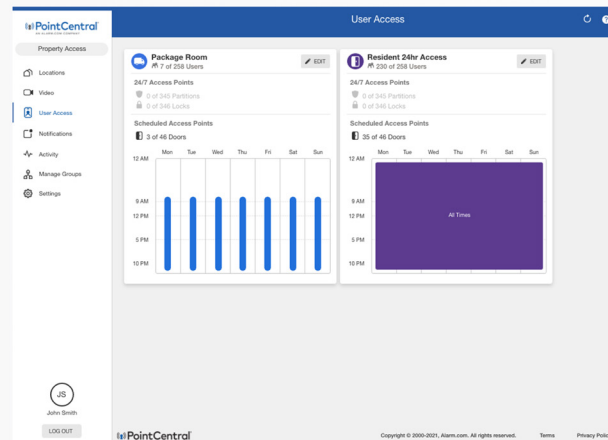 User Access
PointCentral
AN ALARM.COM COMPANY
Property Access
Locations
Video
User Access
Notifications
Activity
Manage Groups
Settings
JS
John Smith
LOG OUT
Package Room
7 of 258 Users
EDIT
24/7 Access Points
0 of 345 Partitions
0 of 346 Locks
Scheduled Access Points
3 of 46 Doors
Mon Tue Wed Thu Fri Sat Sun
12 AM
9 AM
12 PM
5 PM
10 PM
Resident 24hr Access
230 of 258 Users
EDIT
24/7 Access Points
0 of 345 Partitions
0 of 346 Locks
Scheduled Access Points
35 of 46 Doors
Mon Tue Wed Thu Fri Sat Sun
12 AM
9 AM
12 PM
5 PM
10 PM
All Times
PointCentral
Copyright © 2000-2021, Alarm.com. All rights reserved. Terms Privacy Polic